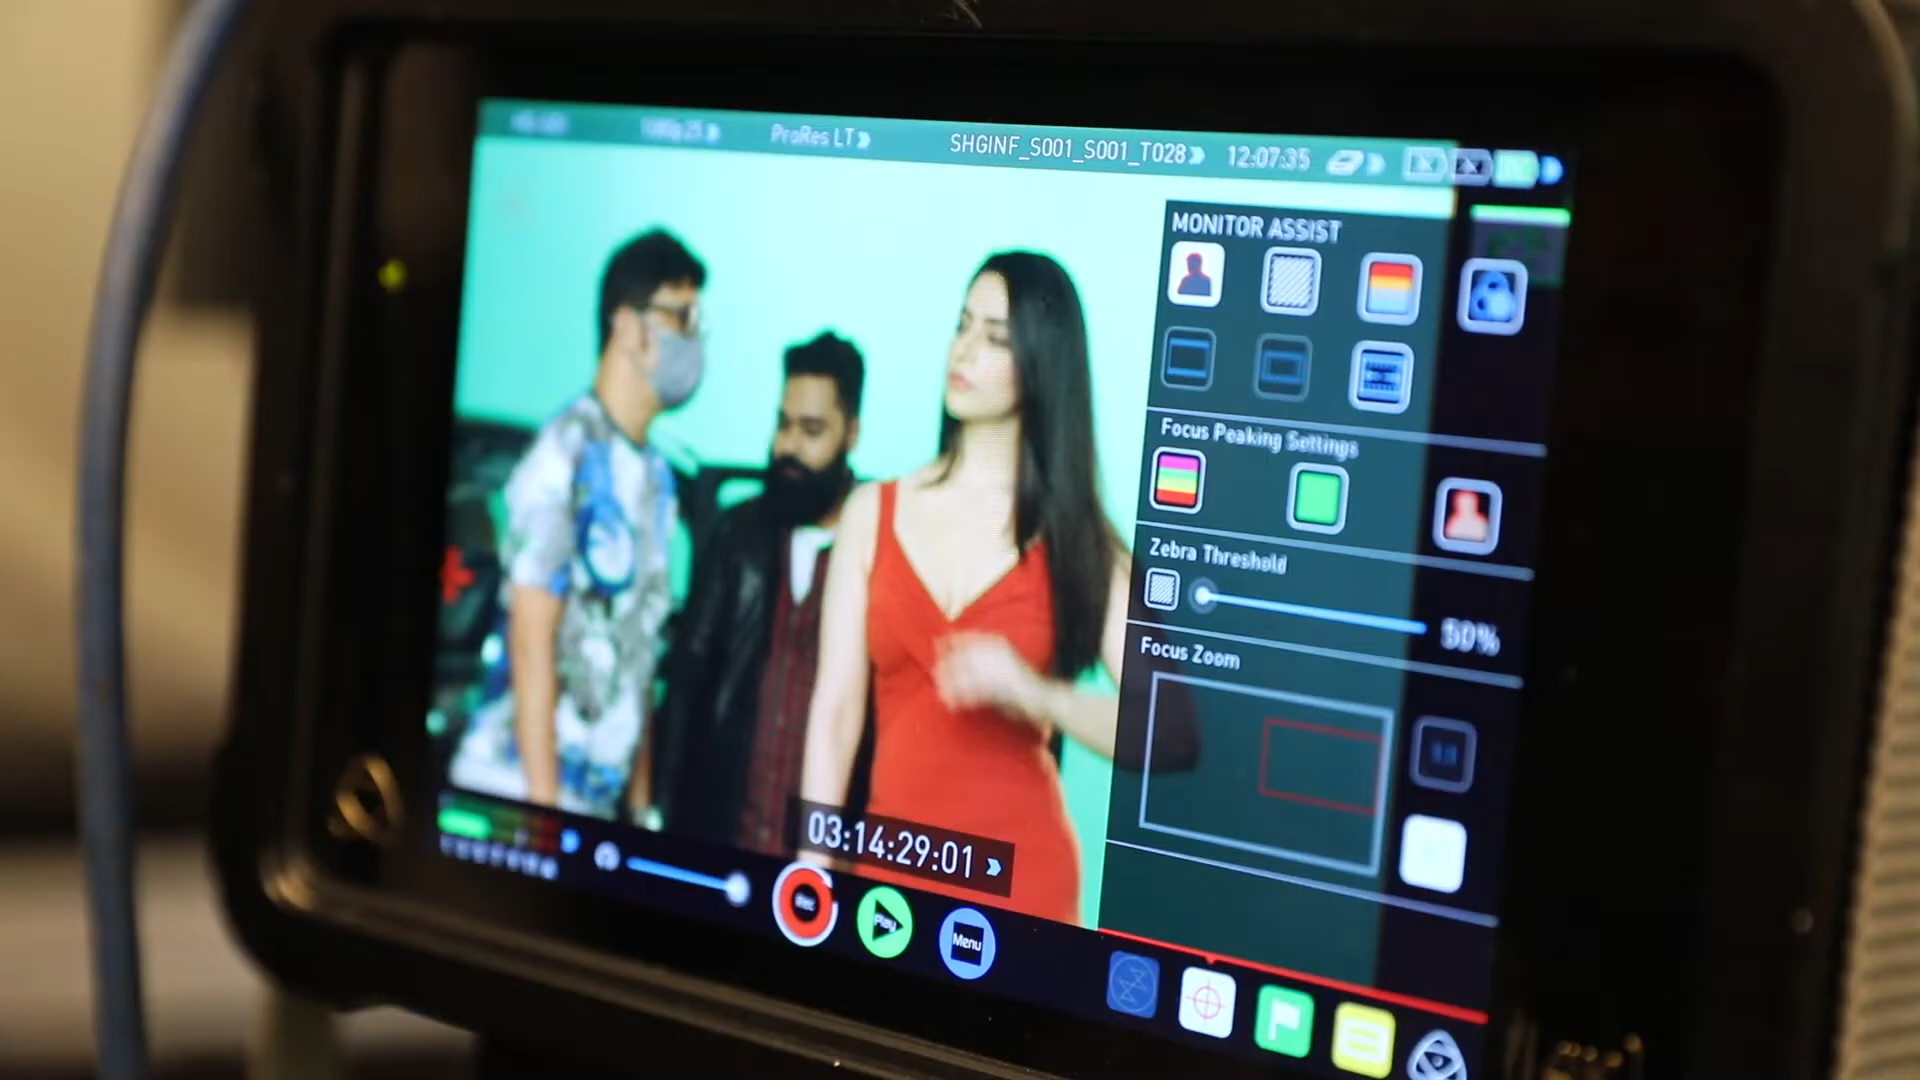 ProRes LT
SHGINF_S001_S001_T028
12:07:35
MONITOR ASSIST
Focus Peaking Settings
Zebra Threshold
50%
Focus Zoom
03:14:29:01
Rec
Play
Menu